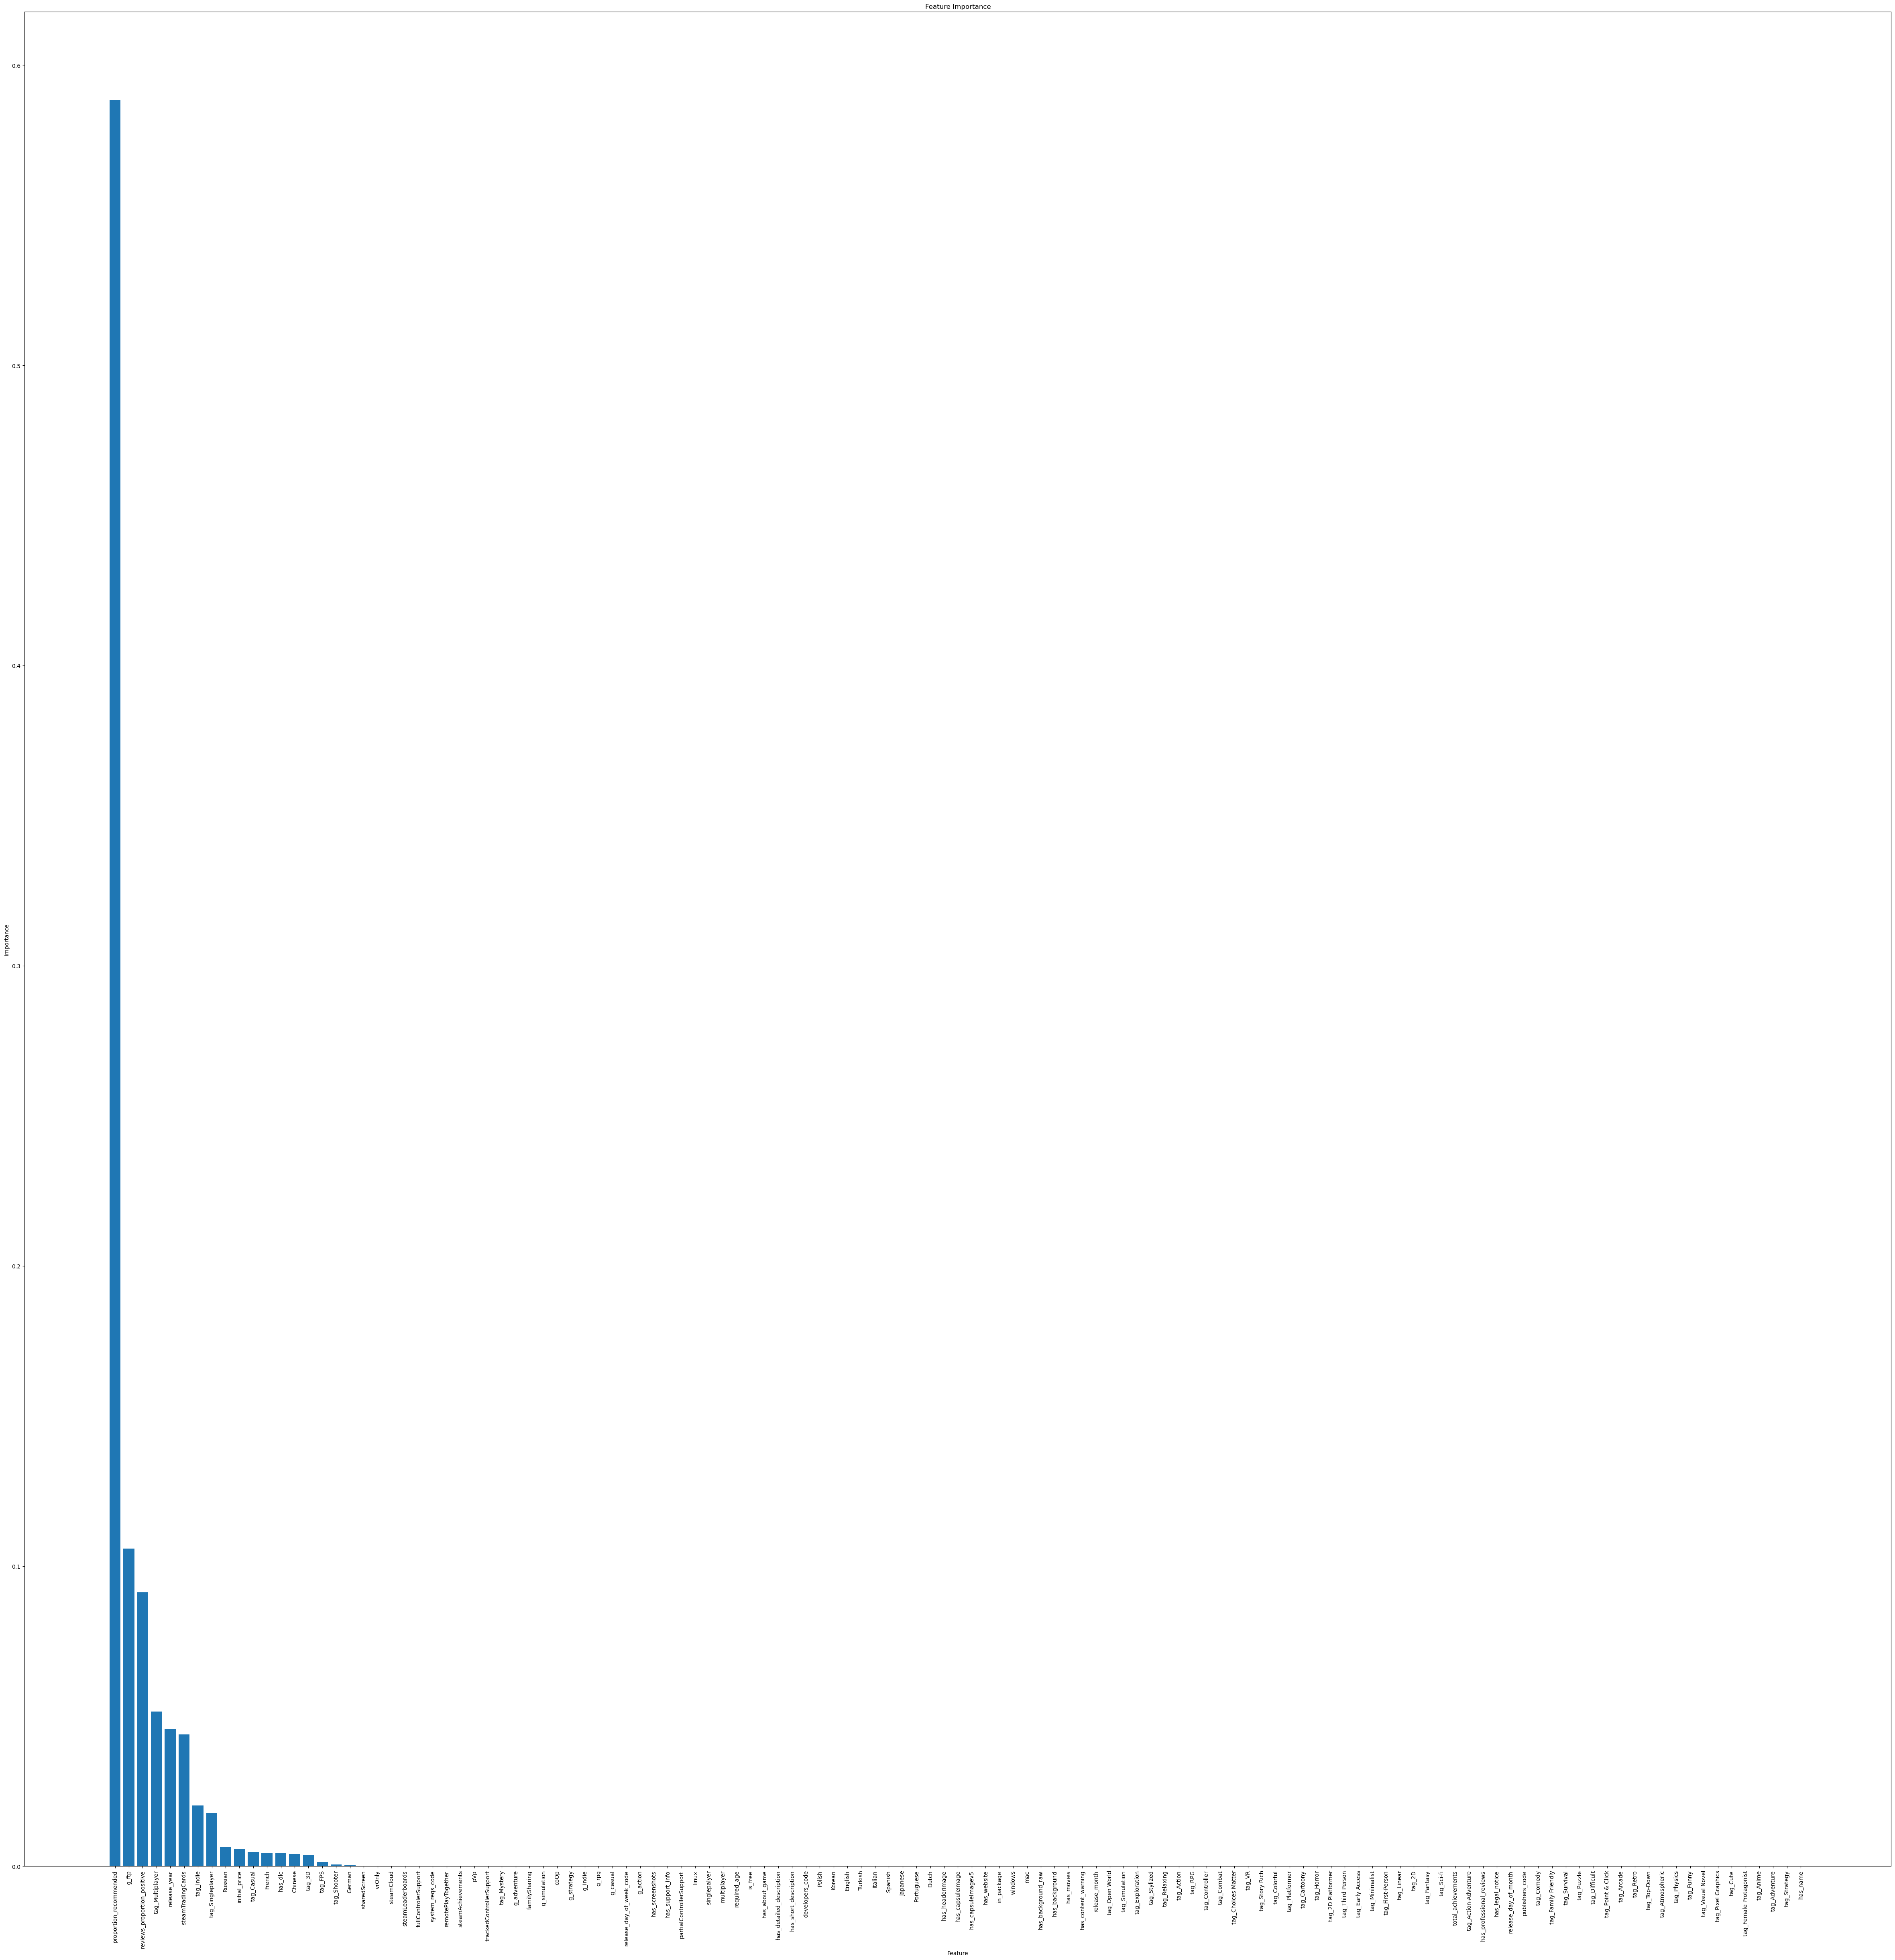 Feature Importance
0.6
0.5
0.4
0.3
0.2
0.1
0.0
Importance
proportion_recommended
g_ftp
reviews_proportion_positive
tag_Multiplayer
release_year
steamTradingCards
tag_Indie
tag_Singleplayer
Russian
initial_price
tag_Casual
French
has_dlc
Chinese
tag_3D
tag_FPS
tag_Shooter
German
sharedScreen
vrOnly
steamCloud
steamLeaderboards
fullControllerSupport
system_reqs_code
remotePlayTogether
steamAchievements
pvp
trackedControllerSupport
tag_Mystery
g_adventure
familySharing
g_simulation
coOp
g_strategy
g_indie
g_rpg
g_casual
release_day_of_week_code
g_action
has_screenshots
has_support_info
partialControllerSupport
linux
singlepalyer
multiplayer
required_age
is_free
has_about_game
has_detailed_description
has_short_description
developers_code
Polish
Korean
English
Turkish
Italian
Spanish
Japanese
Portuguese
Dutch
has_headerimage
has_capsuleimage
has_capsuleimagev5
has_website
in_package
windows
mac
has_background_raw
has_background
has_movies
has_content_warning
release_month
tag_Open World
tag_Simulation
tag_Exploration
tag_Stylized
tag_Relaxing
tag_Action
tag_RPG
tag_Controller
tag_Combat
tag_Choices Matter
tag_VR
tag_Story Rich
tag_Colorful
tag_Platformer
tag_Cartoony
tag_Horror
tag_2D Platformer
tag_Third Person
tag_Early Access
tag_Minimalist
tag_First-Person
tag_Linear
tag_2D
tag_Fantasy
tag_Sci-fi
total_achievements
tag_Action-Adventure
has_professional_reviews
has_legal_notice
release_day_of_month
publishers_code
tag_Comedy
tag_Family Friendly
tag_Survival
tag_Puzzle
tag_Difficult
tag_Point & Click
tag_Arcade
tag_Retro
tag_Top-Down
tag_Atmospheric
tag_Physics
tag_Funny
tag_Visual Novel
tag_Pixel Graphics
tag_Cute
tag_Female Protagonist
tag_Anime
tag_Adventure
tag_Strategy
has_name
Feature